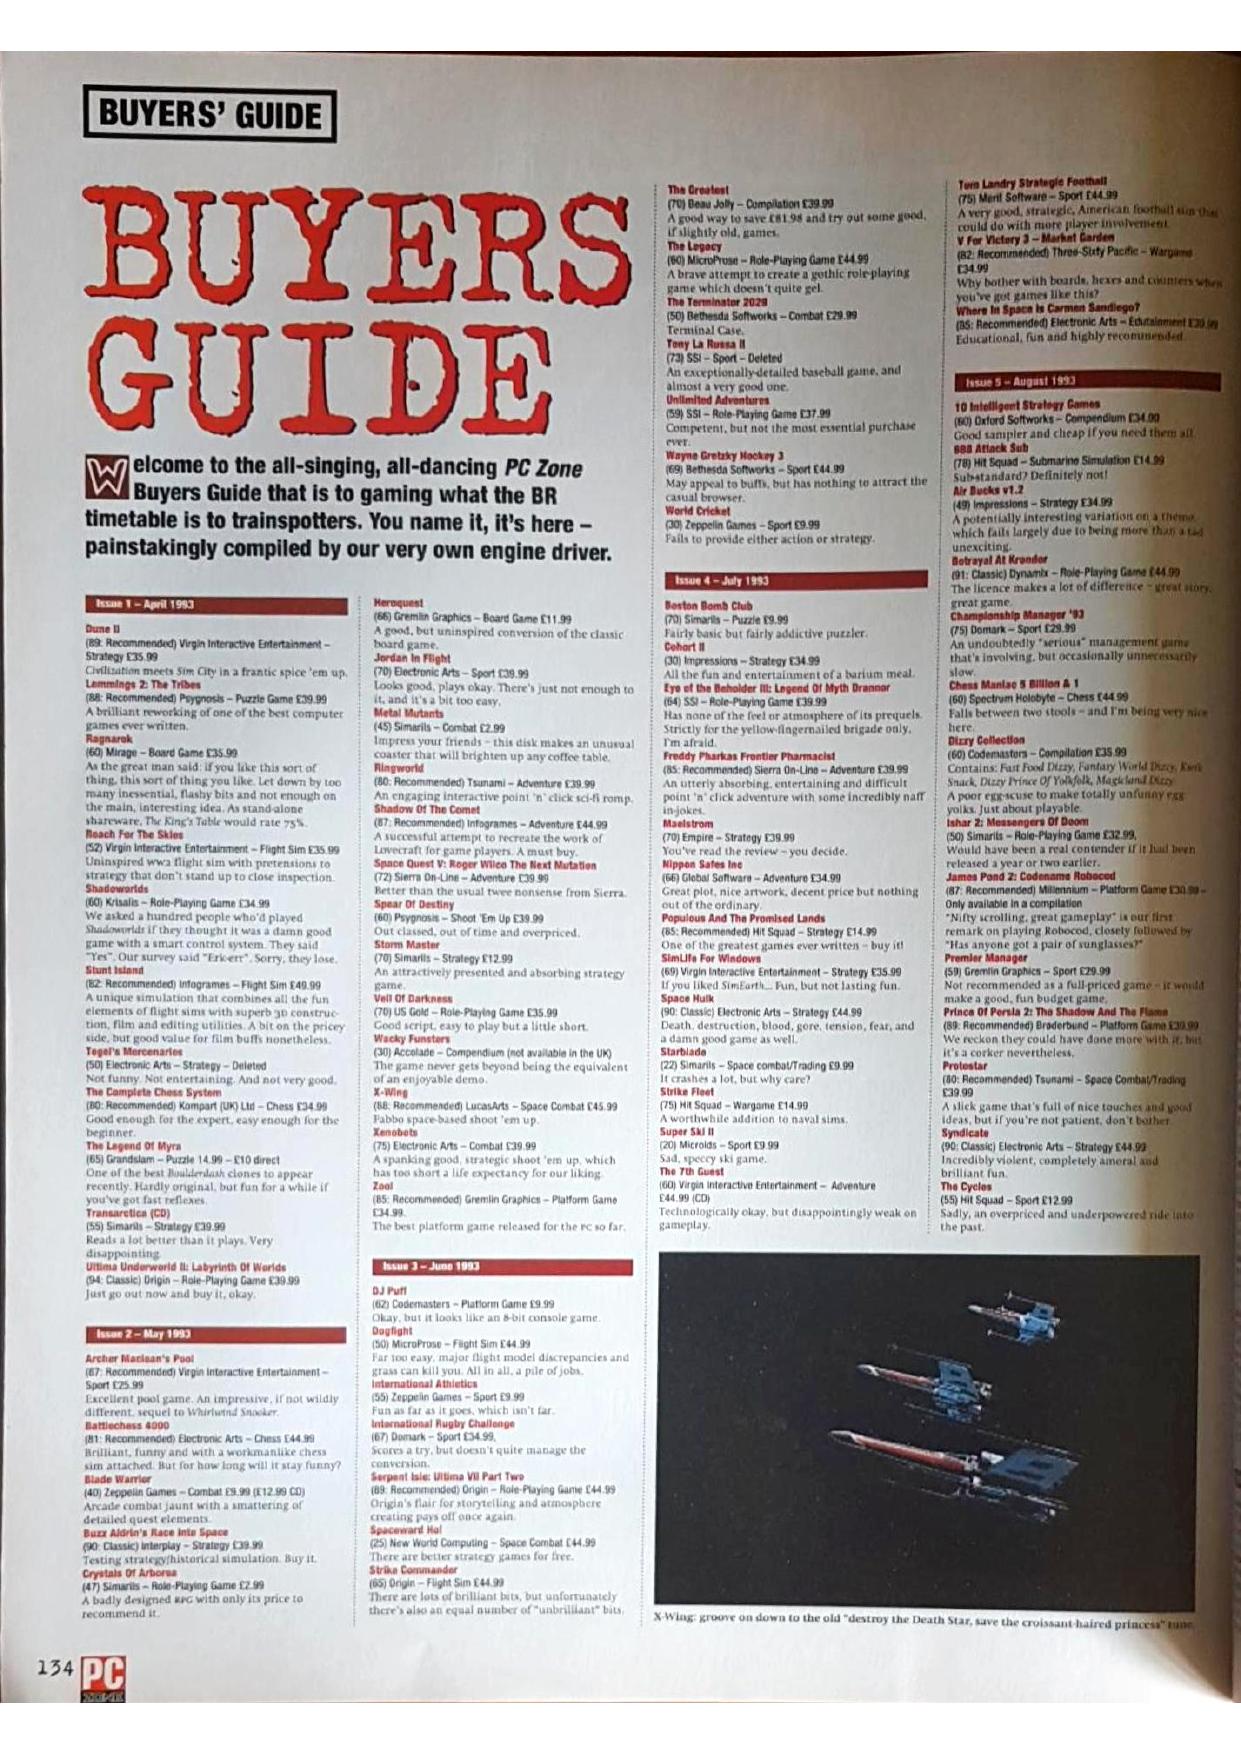 BUYERS' GUIDE
BUYERS
GUIDE
Welcome to the all-singing, all-dancing PC Zone
Buyers Guide that is to gaming what the BR
timetable is to trainspotters. You name it, it's here –
painstakingly compiled by our very own engine driver.
Issue 1 – April 1993
Dune II
(89: Recommended) Virgin Interactive Entertainment –
Strategy £35.99
Civilization meets Sim City in a frantic spice 'em up.
Lemmings 2: The Tribes
(88: Recommended) Psygnosis – Puzzle Game £39.99
A brilliant reworking of one of the best computer
games ever written.
Ragnarok
(60) Mirage – Board Game £35.99
As the great man said: if you like this sort of
thing, this sort of thing you like. Let down by too
many inessential, flashy bits and not enough on
the main, interesting idea. As stand-alone
shareware, The King's Table would rate 75%.
Reach For The Skies
(52) Virgin Interactive Entertainment – Flight Sim £35.99
Uninspired WW2 flight sim with pretensions to
strategy that don't stand up to close inspection.
Shadoworlds
(60) Krisalis – Role-Playing Game £34.99
We asked a hundred people who'd played
Shadoworlds if they thought it was a damn good
game with a smart control system. They said
"Yes". Our survey said "Erk-err". Sorry, they lose.
Stunt Island
(82: Recommended) Infogrames – Flight Sim £49.99
A unique simulation that combines all the fun
elements of flight sims with superb 3D construc-
tion, film and editing utilities. A bit on the pricey
side, but good value for film buffs nonetheless.
Tegel's Mercenaries
(50) Electronic Arts – Strategy – Deleted
Not funny. Not entertaining. And not very good.
The Complete Chess System
(80: Recommended) Kompart (UK) Ltd – Chess £34.99
Good enough for the expert, easy enough for the
beginner.
The Legend Of Myra
(65) Grandslam – Puzzle 14.99 – £10 direct
One of the best Boulderdash clones to appear
recently. Hardly original, but fun for a while if
you've got fast reflexes.
Transarctica (CD)
(55) Simarils – Strategy £39.99
Reads a lot better than it plays. Very
disappointing.
Ultima Underworld II: Labyrinth Of Worlds
(94: Classic) Origin – Role-Playing Game £39.99
Just go out now and buy it, okay.
Issue 2 – May 1993
Archer Maclean's Pool
(87: Recommended) Virgin Interactive Entertainment –
Sport £25.99
Excellent pool game. An impressive, if not wildly
different, sequel to Whirlwind Snooker.
Battlechess 4000
(81: Recommended) Electronic Arts – Chess £44.99
Brilliant, funny and with a workmanlike chess
sim attached. But for how long will it stay funny?
Blade Warrior
(40) Zeppelin Games – Combat £9.99 (£12.99 CD)
Arcade combat jaunt with a smattering of
detailed quest elements.
Buzz Aldrin's Race Into Space
(90: Classic) Interplay – Strategy £39.99
Testing strategy/historical simulation. Buy it.
Crystals Of Arborea
(47) Simarils – Role-Playing Game £2.99
A badly designed RPG with only its price to
recommend it.
Heroquest
(66) Gremlin Graphics – Board Game £11.99
A good, but uninspired conversion of the classic
board game.
Jordan In Flight
(70) Electronic Arts – Sport £39.99
Looks good, plays okay. There's just not enough to
it, and it's a bit too easy.
Metal Mutants
(45) Simarils – Combat £2.99
Impress your friends – this disk makes an unusual
coaster that will brighten up any coffee table.
Ringworld
(80: Recommended) Tsunami – Adventure £39.99
An engaging interactive point 'n' click sci-fi romp.
Shadow Of The Comet
(87: Recommended) Infogrames – Adventure £44.99
A successful attempt to recreate the work of
Lovecraft for game players. A must buy.
Space Quest V: Roger Wilco The Next Mutation
(72) Sierra On-Line – Adventure £39.99
Better than the usual twee nonsense from Sierra.
Spear Of Destiny
(60) Psygnosis – Shoot 'Em Up £39.99
Out classed, out of time and overpriced.
Storm Master
(70) Simarils – Strategy £12.99
An attractively presented and absorbing strategy
game.
Veil Of Darkness
(70) US Gold – Role-Playing Game £35.99
Good script, easy to play but a little short.
Wacky Funsters
(30) Accolade – Compendium (not available in the UK)
The game never gets beyond being the equivalent
of an enjoyable demo.
X-Wing
(88: Recommended) LucasArts – Space Combat £45.99
Fabbo space-based shoot 'em up.
Xenobots
(75) Electronic Arts – Combat £39.99
A spanking good, strategic shoot 'em up, which
has too short a life expectancy for our liking.
Zool
(85: Recommended) Gremlin Graphics – Platform Game
£34.99.
The best platform game released for the PC so far.
Issue 3 – June 1993
DJ Puff
(62) Codemasters – Platform Game £9.99
Okay, but it looks like an 8-bit console game.
Dogfight
(50) MicroProse – Flight Sim £44.99
Far too easy, major flight model discrepancies and
grass can kill you. All in all, a pile of jobs.
International Athletics
(55) Zeppelin Games – Sport £9.99
Fun as far as it goes, which isn't far.
International Rugby Challenge
(67) Domark – Sport £34.99.
Scores a try, but doesn't quite manage the
conversion.
Serpent Isle: Ultima VII Part Two
(89: Recommended) Origin – Role-Playing Game £44.99
Origin's flair for storytelling and atmosphere
creating pays off once again.
Spaceward Ho!
(25) New World Computing – Space Combat £44.99
There are better strategy games for free.
Strike Commander
(65) Origin – Flight Sim £44.99
There are lots of brilliant bits, but unfortunately
there's also an equal number of "unbrilliant" bits.
The Greatest
(70) Beau Jolly – Compilation £39.99
A good way to save £81.98 and try out some good,
if slightly old, games.
The Legacy
(60) MicroProse – Role-Playing Game £44.99
A brave attempt to create a gothic role-playing
game which doesn't quite gel.
The Terminator 2029
(50) Bethesda Softworks – Combat £29.99
Terminal Case.
Tony La Russa II
(73) SSI – Sport – Deleted
An exceptionally-detailed baseball game, and
almost a very good one.
Unlimited Adventures
(59) SSI – Role-Playing Game £37.99
Competent, but not the most essential purchase
ever.
Wayne Gretzky Hockey 3
(69) Bethesda Softworks – Sport £44.99
May appeal to buffs, but has nothing to attract the
casual browser.
World Cricket
(30) Zeppelin Games – Sport £9.99
Fails to provide either action or strategy.
Issue 4 – July 1993
Boston Bomb Club
(70) Simarils – Puzzle £9.99
Fairly basic but fairly addictive puzzler.
Cohort II
(30) Impressions – Strategy £34.99
All the fun and entertainment of a barium meal.
Eye of the Beholder III: Legend Of Myth Drannor
(64) SSI – Role-Playing Game £39.99
Has none of the feel or atmosphere of its prequels.
Strictly for the yellow-fingernailed brigade only,
I'm afraid.
Freddy Pharkas Frontier Pharmacist
(85: Recommended) Sierra On-Line – Adventure £39.99
An utterly absorbing, entertaining and difficult
point 'n' click adventure with some incredibly naff
in-jokes.
Maelstrom
(70) Empire – Strategy £39.99
You've read the review – you decide.
Nippon Safes Inc
(66) Global Software – Adventure £34.99
Great plot, nice artwork, decent price but nothing
out of the ordinary.
Populous And The Promised Lands
(85: Recommended) Hit Squad – Strategy £14.99
One of the greatest games ever written – buy it!
SimLife For Windows
(69) Virgin Interactive Entertainment – Strategy £35.99
If you liked SimEarth... Fun, but not lasting fun.
Space Hulk
(90: Classic) Electronic Arts – Strategy £44.99
Death, destruction, blood, gore, tension, fear, and
a damn good game as well.
Starblade
(22) Simarils – Space combat/Trading £9.99
It crashes a lot, but why care?
Strike Fleet
(75) Hit Squad – Wargame £14.99
A worthwhile addition to naval sims.
Super Ski II
(20) Microids – Sport £9.99
Sad, speccy ski game.
The 7th Guest
(60) Virgin Interactive Entertainment – Adventure
£44.99 (CD)
Technologically okay, but disappointingly weak on
gameplay.
Tom Landry Strategic Football
(75) Merit Software – Sport £44.99
A very good, strategic, American football sim that
could do with more player involvement.
V For Victory 3 – Market Garden
(82: Recommended) Three-Sixty Pacific – Wargame
£34.99
Why bother with boards, hexes and counters when
you've got games like this?
Where In Space Is Carmen Sandiego?
(85: Recommended) Electronic Arts – Edutainment £39.99
Educational, fun and highly recommended.
Issue 5 – August 1993
10 Intelligent Strategy Games
(60) Oxford Softworks – Compendium £34.00
Good sampler and cheap if you need them all.
688 Attack Sub
(78) Hit Squad – Submarine Simulation £14.99
Sub-standard? Definitely not!
Air Bucks v1.2
(49) Impressions – Strategy £34.99
A potentially interesting variation on a theme,
which fails largely due to being more than a tad
unexciting.
Betrayal At Krondor
(91: Classic) Dynamix – Role-Playing Game £44.99
The licence makes a lot of difference – great story,
great game.
Championship Manager '93
(75) Domark – Sport £29.99
An undoubtedly "serious" management game
that's involving, but occasionally unnecessarily
slow.
Chess Maniac 5 Billion & 1
(60) Spectrum Holobyte – Chess £44.99
Falls between two stools – and I'm being very nice
here.
Dizzy Collection
(60) Codemasters – Compilation £35.99
Contains: Fast Food Dizzy, Fantasy World Dizzy, Kwik
Snack, Dizzy Prince Of Yolkfolk, Magicland Dizzy.
A poor egg-scuse to make totally unfunny egg
yolks. Just about playable.
Ishar 2: Messengers Of Doom
(50) Simarils – Role-Playing Game £32.99.
Would have been a real contender if it had been
released a year or two earlier.
James Pond 2: Codename Robocod
(87: Recommended) Millennium – Platform Game £30.99 –
Only available in a compilation
"Nifty scrolling, great gameplay" is our first
remark on playing Robocod, closely followed by
"Has anyone got a pair of sunglasses?"
Premier Manager
(59) Gremlin Graphics – Sport £29.99
Not recommended as a full-priced game – it would
make a good, fun budget game.
Prince Of Persia 2: The Shadow And The Flame
(89: Recommended) Brøderbund – Platform Game £39.99
We reckon they could have done more with it, but
it's a corker nevertheless.
Protostar
(80: Recommended) Tsunami – Space Combat/Trading
£39.99
A slick game that's full of nice touches and good
ideas, but if you're not patient, don't bother.
Syndicate
(90: Classic) Electronic Arts – Strategy £44.99
Incredibly violent, completely amoral and
brilliant fun.
The Cycles
(55) Hit Squad – Sport £12.99
Sadly, an overpriced and underpowered ride into
the past.
X-Wing: groove on down to the old "destroy the Death Star, save the croissant-haired princess" tune.
134 PC
ZONE